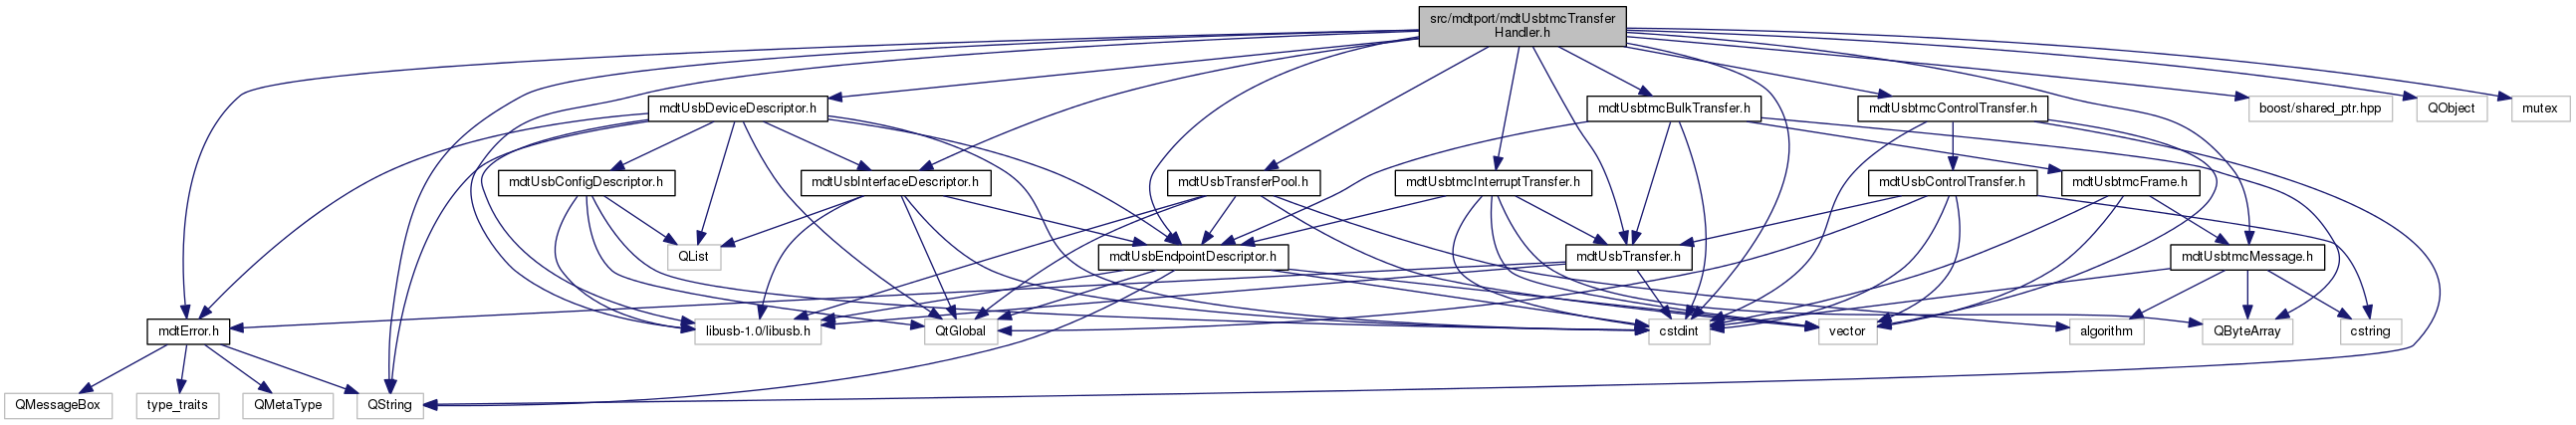 src/mdtport/mdtUsbtmcTransfer
Handler.h
mdtUsbDeviceDescriptor.h
mdtUsbtmcBulkTransfer.h
mdtUsbtmcControlTransfer.h
boost/shared_ptr.hpp
QObject
mutex
mdtUsbConfigDescriptor.h
mdtUsbInterfaceDescriptor.h
mdtUsbTransferPool.h
mdtUsbtmcInterruptTransfer.h
mdtUsbControlTransfer.h
mdtUsbtmcFrame.h
QList
mdtUsbEndpointDescriptor.h
mdtUsbTransfer.h
mdtUsbtmcMessage.h
mdtError.h
libusb-1.0/libusb.h
QtGlobal
cstdint
vector
algorithm
QByteArray
cstring
QMessageBox
type_traits
QMetaType
QString